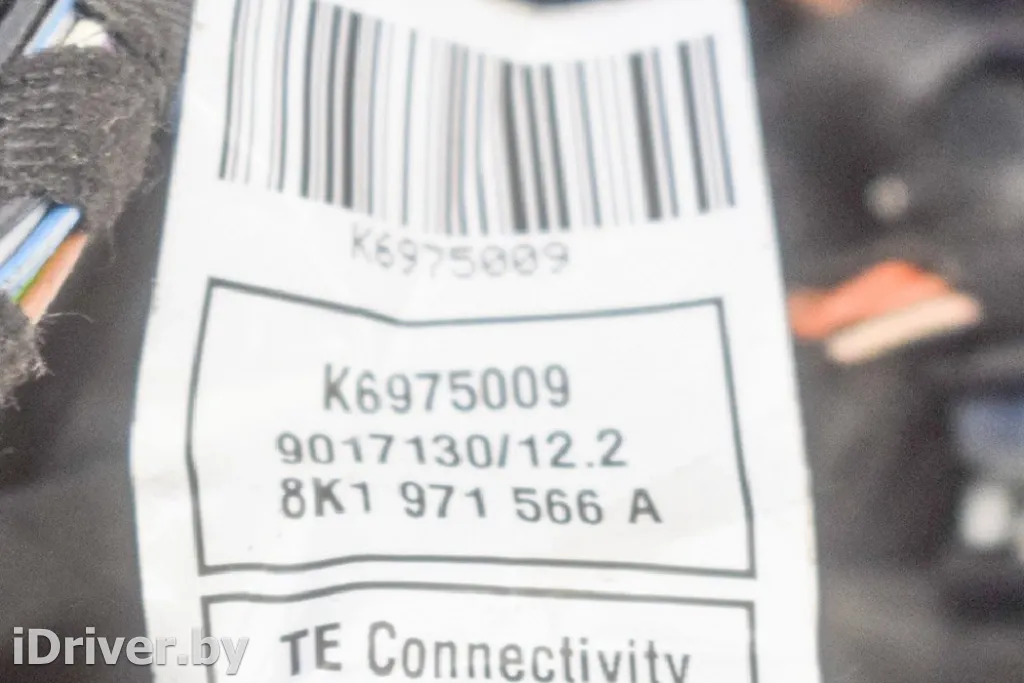 K6975009
K6975009
9017130/12.2
8K1 971 566 A
TE Connectivity
iDriver.by